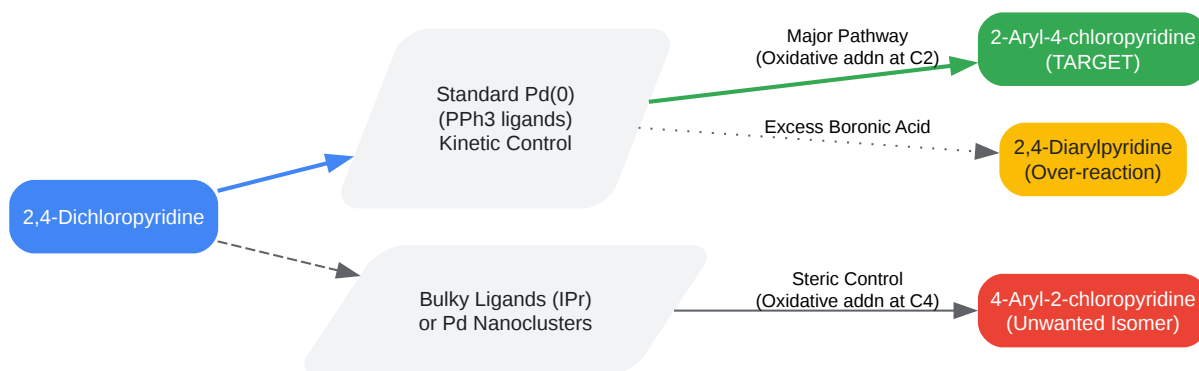 2,4-Dichloropyridine
Standard Pd(0)
(PPh3 ligands)
Kinetic Control
Bulky Ligands (IPr)
or Pd Nanoclusters
Major Pathway
(Oxidative addn at C2)
Excess Boronic Acid
Steric Control
(Oxidative addn at C4)
2-Aryl-4-chloropyridine
(TARGET)
2,4-Diarylpyridine
(Over-reaction)
4-Aryl-2-chloropyridine
(Unwanted Isomer)